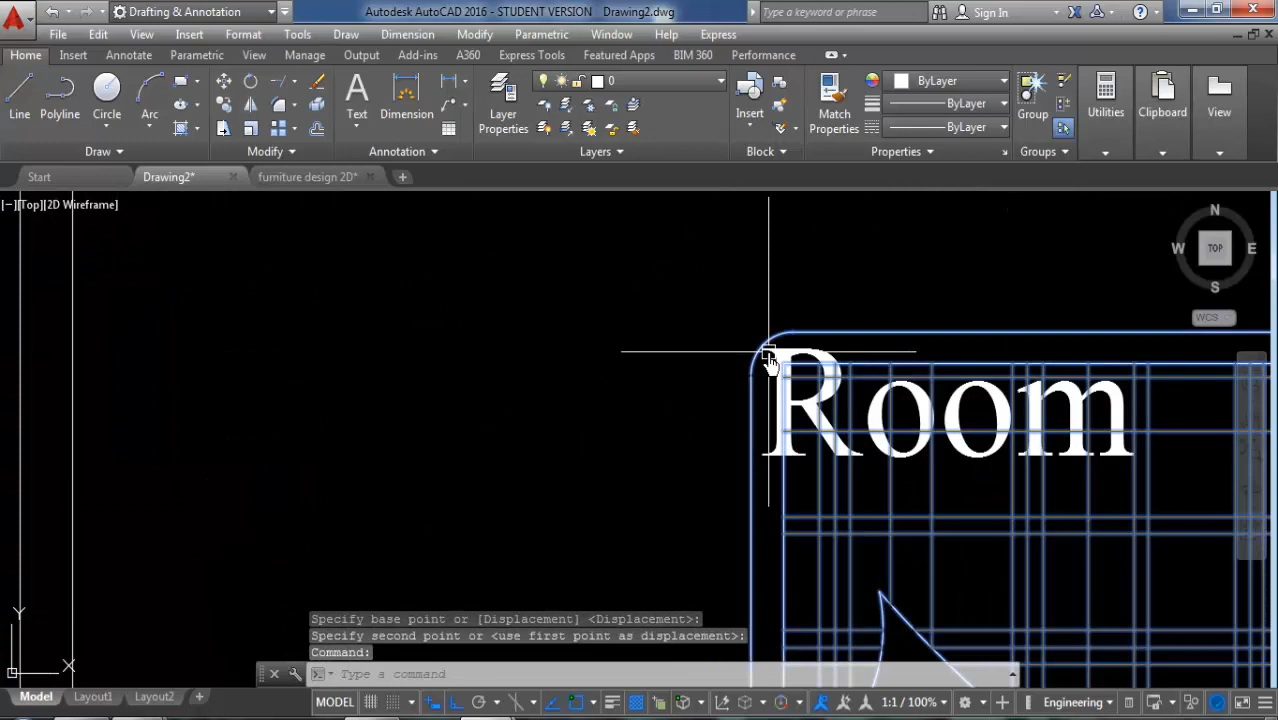 Drafting & Annotation
Autodesk AutoCAD 2016 - STUDENT VERSION Drawing2.dwg
Type a keyword or phrase
Sign In
File Edit View Insert Format Tools Draw Dimension Modify Parametric Window Help Express
Home Insert Annotate Parametric View Manage Output Add-ins A360 Express Tools Featured Apps BIM 360 Performance
0
ByLayer
Line Polyline Circle Arc Text Dimension Layer Properties Insert Match Properties ByLayer Group Utilities Clipboard View
ByLayer
Draw Modify Annotation Layers Block Properties Groups
Start Drawing2* furniture design 2D*
[−][Top][2D Wireframe]
N
W TOP E
S
WCS
Room
Y
X
Specify base point or [Displacement] <Displacement>:
Specify second point or <use first point as displacement>:
Command:
Type a command
Model Layout1 Layout2
MODEL 1:1 / 100% Engineering